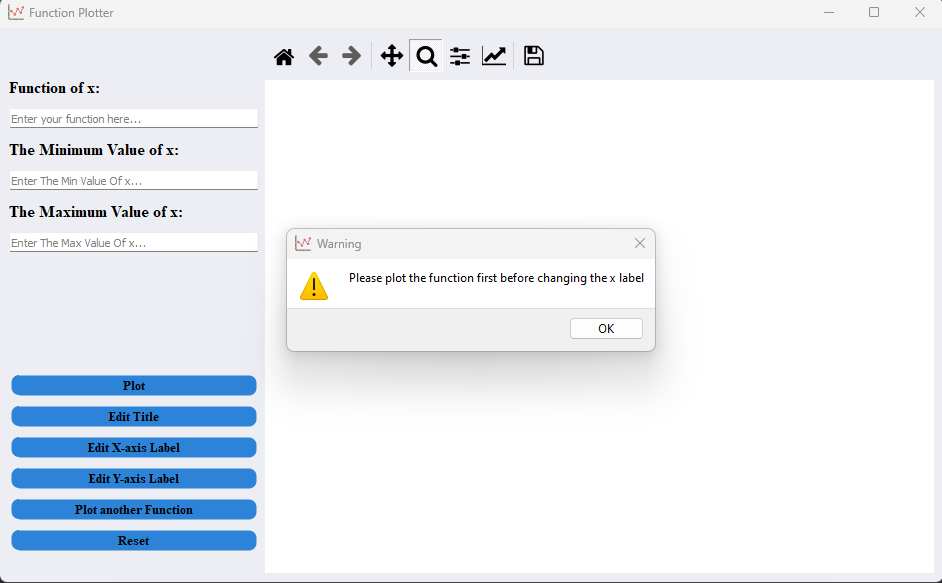 Function Plotter
Function of x:
Enter your function here...
The Minimum Value of x:
Enter The Min Value Of x...
The Maximum Value of x:
Enter The Max Value Of x...
Warning
Please plot the function first before changing the x label
OK
Plot
Edit Title
Edit X-axis Label
Edit Y-axis Label
Plot another Function
Reset